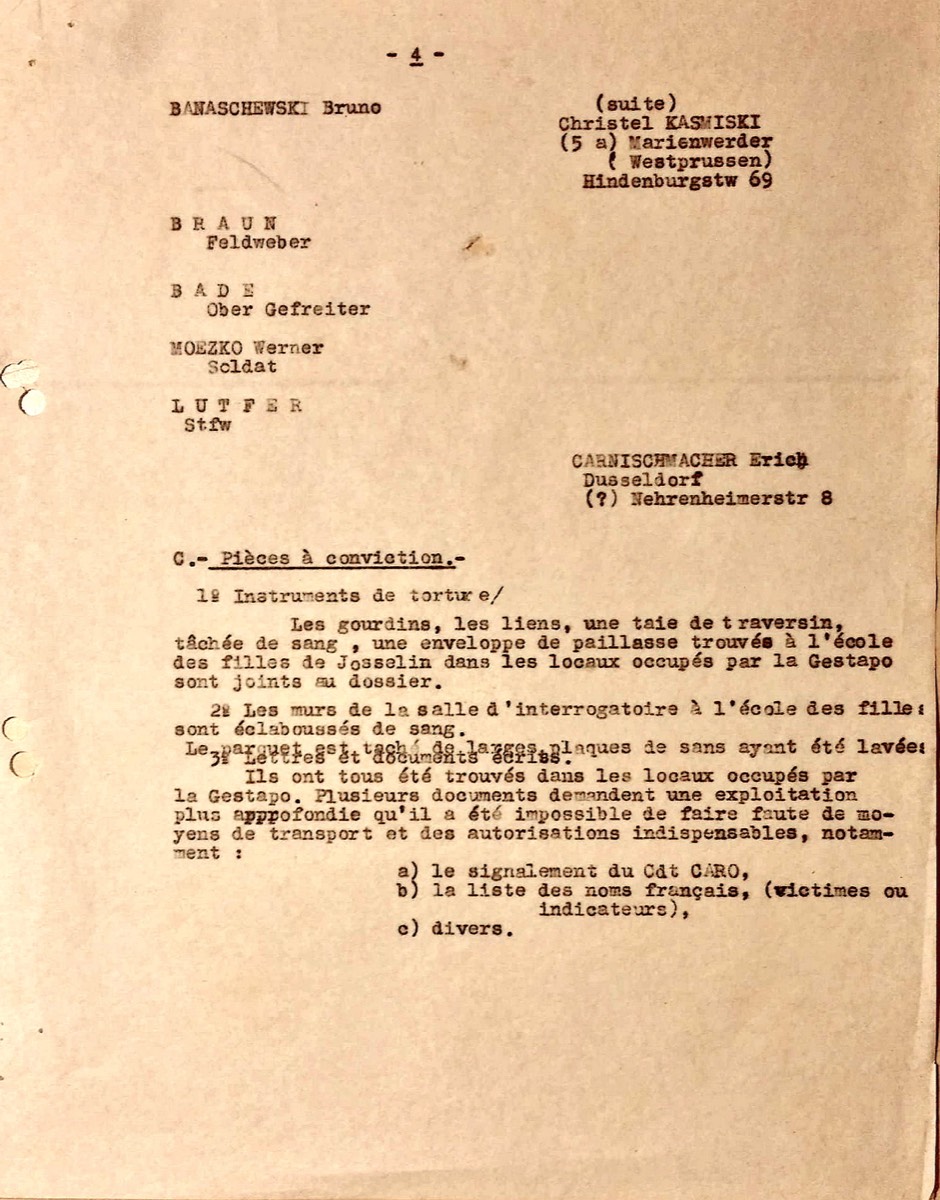 - 4 -
BANASCHEWSKI Bruno
(suite)
Christel KASMISKI
(5 a) Marienwerder
( Westprussen)
Hindenburgstw 69
B R A U N
Feldweber
B A D E
Ober Gefreiter
MOEZKO Werner
Soldat
L U T F E R
Stfw
CARNISCHMACHER Erich
Dusseldorf
(?) Nehrenheimerstr 8
C.- Pièces à conviction.-
1º Instruments de torture/
Les gourdins, les liens, une taie de traversin,
tâchée de sang , une enveloppe de paillasse trouvés à l'école
des filles de Josselin dans les locaux occupés par la Gestapo
sont joints au dossier.
2º Les murs de la salle d'interrogatoire à l'école des filles
sont éclaboussés de sang.
Le parquet est taché de larges plaques de sans ayant été lavées
3º Lettres et documents écriss.
Ils ont tous été trouvés dans les locaux occupés par
la Gestapo. Plusieurs documents demandent une exploitation
plus approfondie qu'il a été impossible de faire faute de mo-
yens de transport et des autorisations indispensables, notam-
ment :
a) le signalement du Cdt CARO,
b) la liste des noms français, (victimes ou
indicateurs),
c) divers.